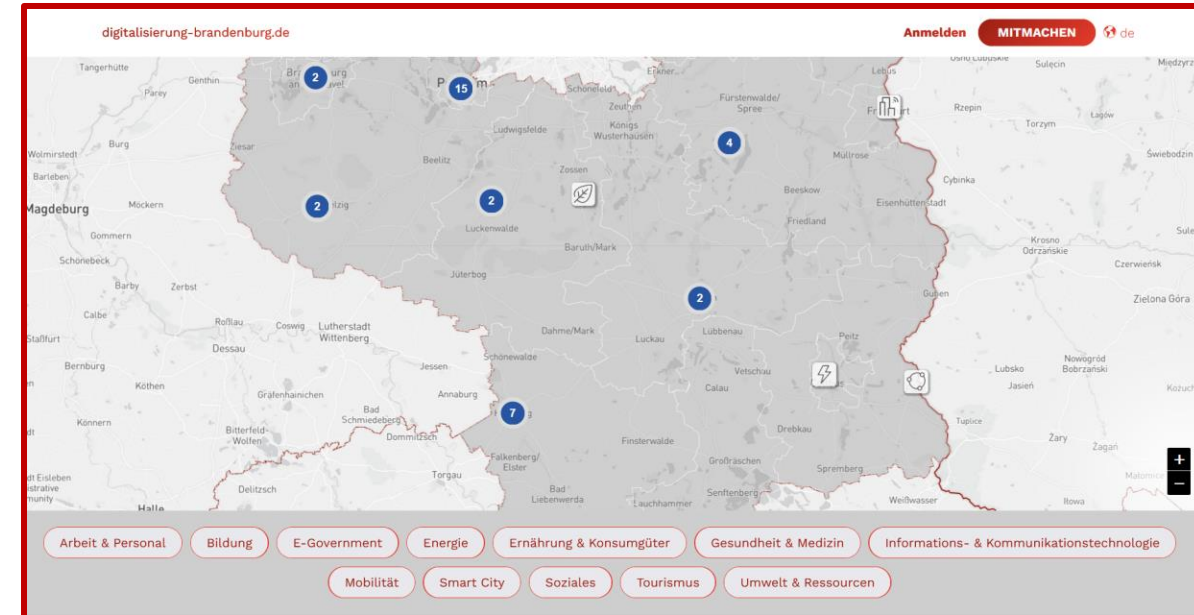 digitalisierung-brandenburg.de
Anmelden MITMACHEN de
Tangerhütte Genthin Erkner Lebus Sulęcin
Parey 2 15 Schönefeld Fürstenwalde/ Spree Rzepin
Zeuthen Torzym Łagów
Ludwigsfelde Königs Wusterhausen
Burg Ziesar 4
Wolmirstedt Beelitz Zossen Müllrose Świebodzin
Barleben Cybinka
Magdeburg Möckern 2 2 Beeskow Eisenhüttenstadt
Luckenwalde Friedland
Gommern Baruth/Mark Krosno Odrzańskie
Schönebeck Jüterbog Czerwieńsk
Barby Zerbst 2 Guben Zielona Góra
Calbe Roßlau Coswig Lutherstadt Wittenberg Dahme/Mark Luckau Lübbenau Peitz
Staßfurt Dessau Schönewalde
Bernburg Jessen Vetschau Lubsko Nowogród Bobrzański
Köthen Gräfenhainichen Annaburg Calau Jasień
Bad Schmiedeberg 7
Könnern Bitterfeld- Wolfen Dommitzsch Finsterwalde Drebkau Tuplice Żary Żagań
Falkenberg/ Elster Großräschen Spremberg +
Delitzsch Torgau Bad Liebenwerda Senftenberg −
Halle Lauchhammer Weißwasser Iłowa
Arbeit & Personal Bildung E-Government Energie Ernährung & Konsumgüter Gesundheit & Medizin Informations- & Kommunikationstechnologie
Mobilität Smart City Soziales Tourismus Umwelt & Ressourcen